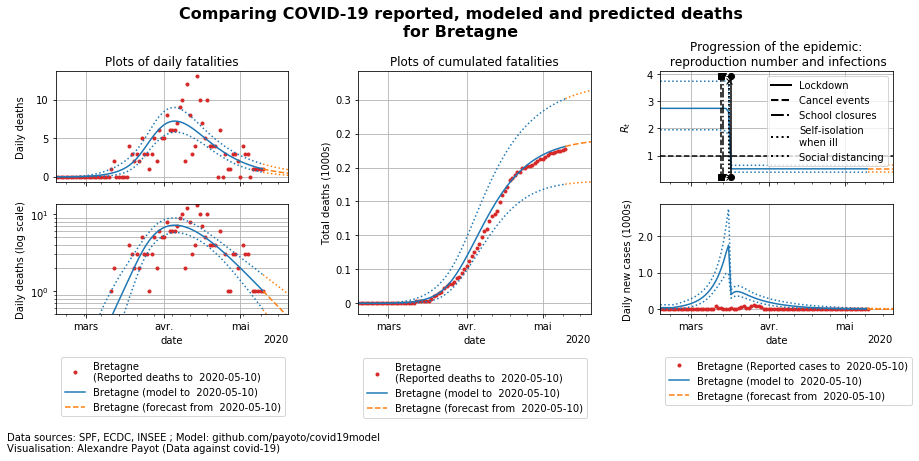 Comparing COVID-19 reported, modeled and predicted deaths
for Bretagne
Plots of daily fatalities
Daily deaths
10
5
0
Daily deaths (log scale)
10¹
10⁰
mars
avr.
mai
date
2020
Bretagne
(Reported deaths to 2020-05-10)
Bretagne (model to 2020-05-10)
Bretagne (forecast from 2020-05-10)
Plots of cumulated fatalities
Total deaths (1000s)
0.3
0.2
0.2
0.1
0.1
0.1
0
mars
avr.
mai
date
2020
Bretagne
(Reported deaths to 2020-05-10)
Bretagne (model to 2020-05-10)
Bretagne (forecast from 2020-05-10)
Progression of the epidemic:
reproduction number and infections
Rt
4
3
2
1
Lockdown
Cancel events
School closures
Self-isolation
when ill
Social distancing
Daily new cases (1000s)
2.0
1.0
0
mars
avr.
mai
date
2020
Bretagne (Reported cases to 2020-05-10)
Bretagne (model to 2020-05-10)
Bretagne (forecast from 2020-05-10)
Data sources: SPF, ECDC, INSEE ; Model: github.com/payoto/covid19model
Visualisation: Alexandre Payot (Data against covid-19)